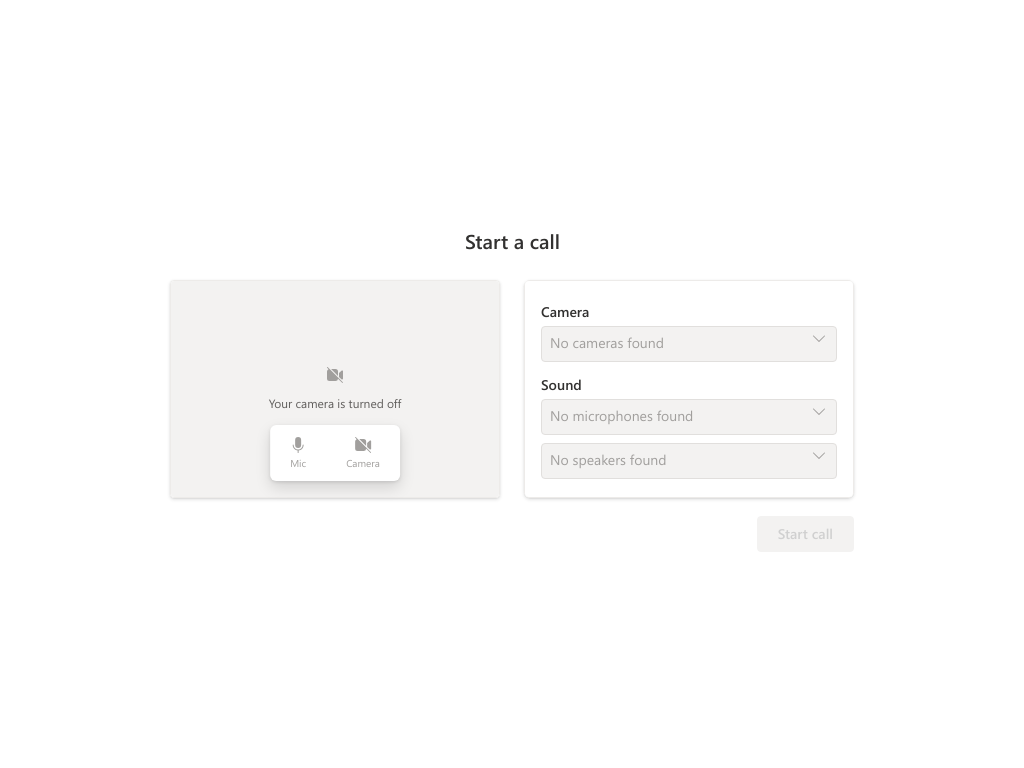 Start a call
Your camera is turned off
Mic
Camera
Camera
No cameras found
Sound
No microphones found
No speakers found
Start call